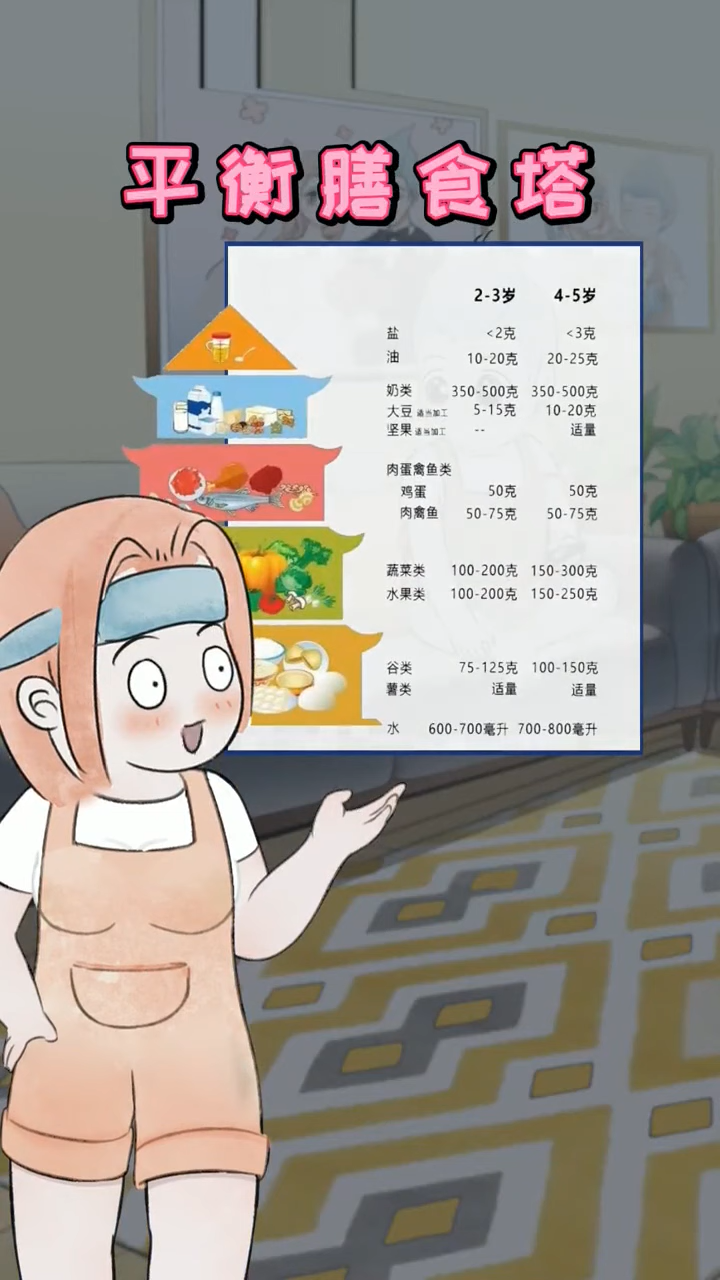 平衡膳食塔
2-3岁 4-5岁
盐 <2克 <3克
油 10-20克 20-25克
奶类 350-500克 350-500克
大豆 适当加工 5-15克 10-20克
坚果 适当加工 -- 适量
肉蛋禽鱼类
鸡蛋 50克 50克
肉禽鱼 50-75克 50-75克
蔬菜类 100-200克 150-300克
水果类 100-200克 150-250克
谷类 75-125克 100-150克
薯类 适量 适量
水 600-700毫升 700-800毫升